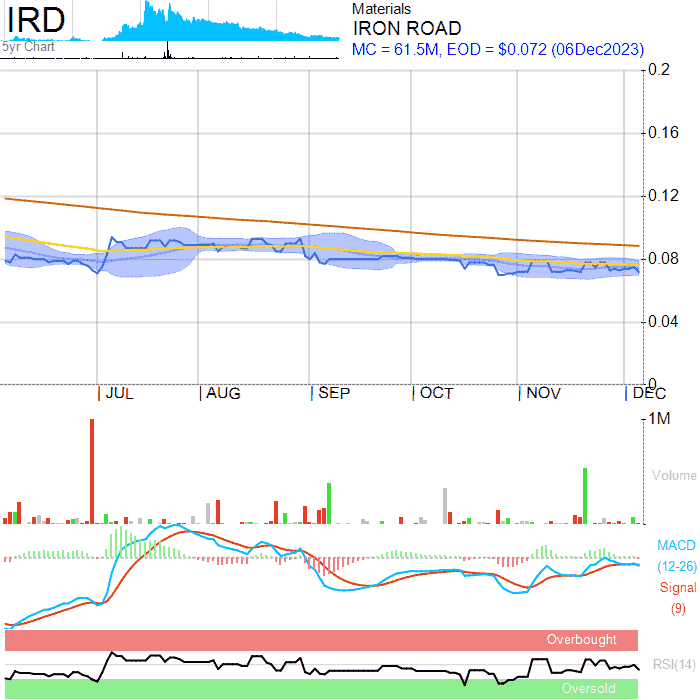 IRD
5yr Chart
Materials
IRON ROAD
MC = 61.5M, EOD = $0.072 (06Dec2023)
0.2
0.16
0.12
0.08
0.04
0
JUL AUG SEP OCT NOV DEC
1M
Volume
MACD
(12-26)
Signal
(9)
Overbought
RSI(14)
Oversold